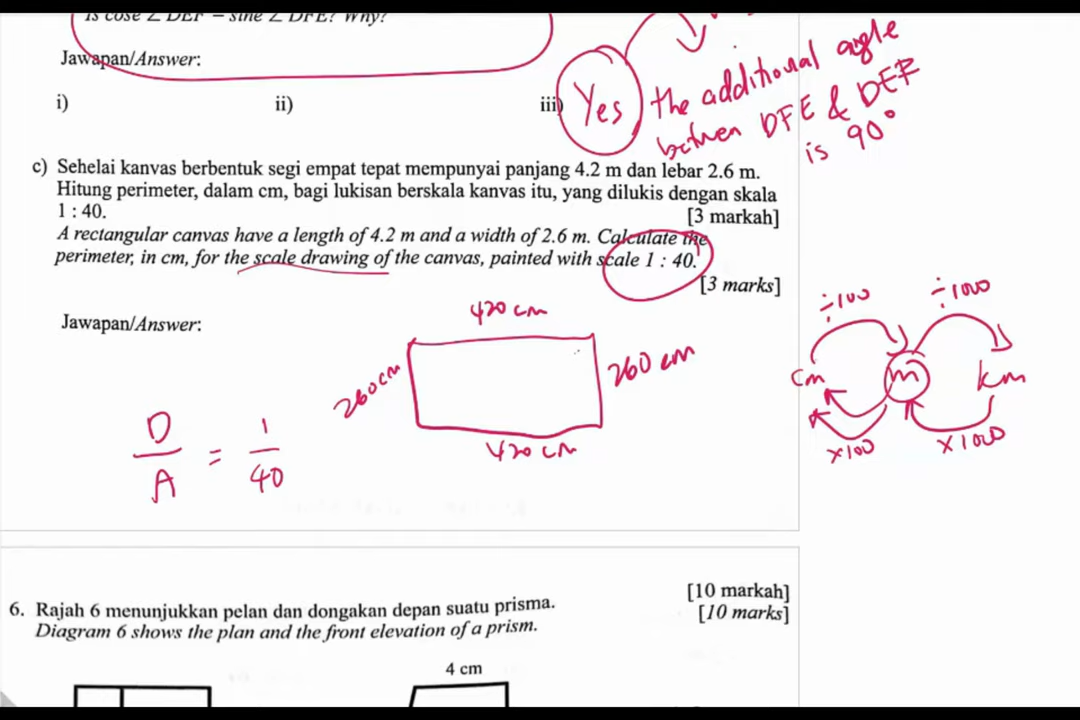 is cose ∠ DEF = sine ∠ DFE? Why?
Jawapan/Answer:
i) ii) iii)
Yes
the additional angle
between DFE & DEF
is 90°
c) Sehelai kanvas berbentuk segi empat tepat mempunyai panjang 4.2 m dan lebar 2.6 m.
Hitung perimeter, dalam cm, bagi lukisan berskala kanvas itu, yang dilukis dengan skala
1 : 40. [3 markah]
A rectangular canvas have a length of 4.2 m and a width of 2.6 m. Calculate the
perimeter, in cm, for the scale drawing of the canvas, painted with scale 1 : 40.
[3 marks]
Jawapan/Answer:
420 cm
260 cm
260 cm
420 cm
D/A = 1/40
÷100 ÷1000
cm m km
×100 ×1000
[10 markah]
6. Rajah 6 menunjukkan pelan dan dongakan depan suatu prisma.
[10 marks]
Diagram 6 shows the plan and the front elevation of a prism.
4 cm